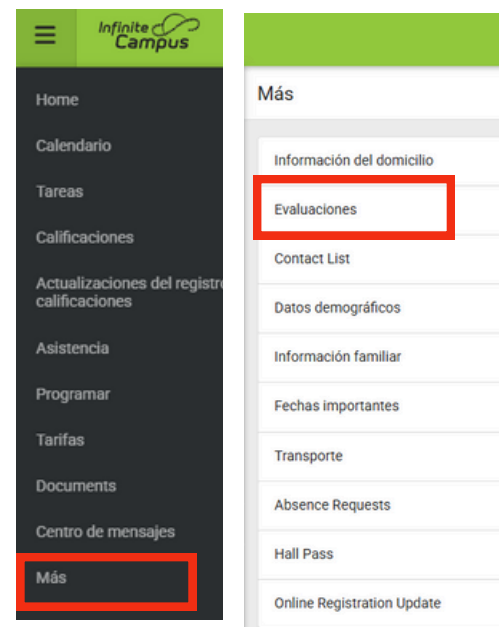 Infinite
Campus
Home
Calendario
Tareas
Calificaciones
Actualizaciones del registro
calificaciones
Asistencia
Programar
Tarifas
Documents
Centro de mensajes
Más
Más
Información del domicilio
Evaluaciones
Contact List
Datos demográficos
Información familiar
Fechas importantes
Transporte
Absence Requests
Hall Pass
Online Registration Update